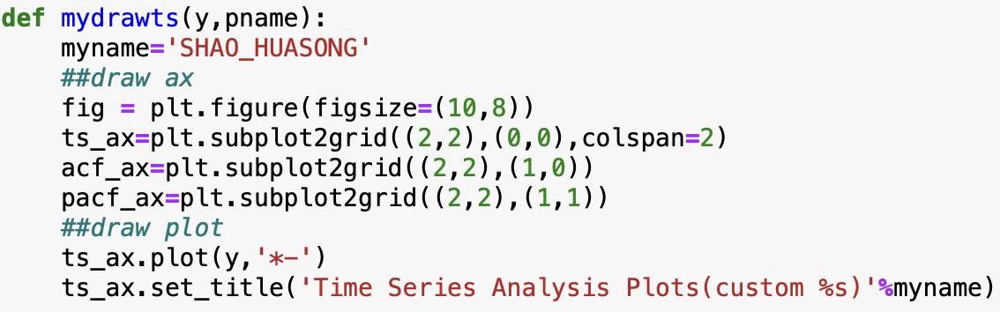 def mydrawts(y,pname):
    myname='SHAO_HUASONG'
    ##draw ax
    fig = plt.figure(figsize=(10,8))
    ts_ax=plt.subplot2grid((2,2),(0,0),colspan=2)
    acf_ax=plt.subplot2grid((2,2),(1,0))
    pacf_ax=plt.subplot2grid((2,2),(1,1))
    ##draw plot
    ts_ax.plot(y,'*-')
    ts_ax.set_title('Time Series Analysis Plots(custom %s)'%myname)